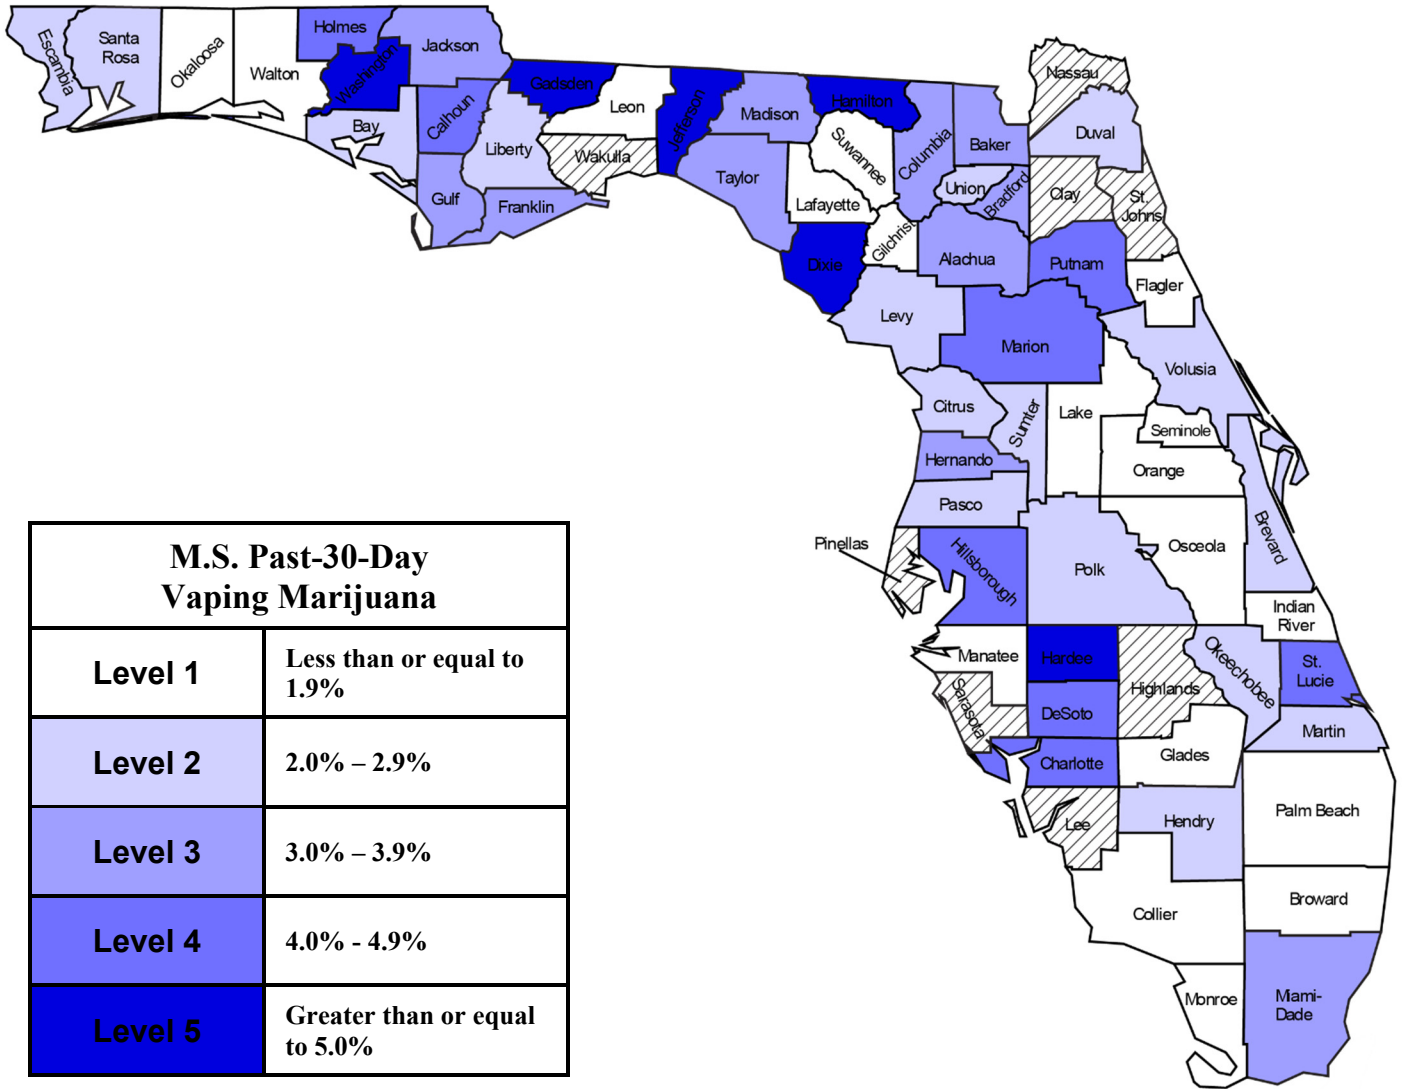 Escambia
Santa
Rosa
Okaloosa
Walton
Holmes
Washington
Jackson
Bay
Calhoun
Gulf
Liberty
Franklin
Gadsden
Leon
Wakulla
Jefferson
Madison
Taylor
Hamilton
Suwannee
Lafayette
Dixie
Columbia
Gilchrist
Baker
Union
Bradford
Alachua
Levy
Nassau
Duval
Clay
St.
Johns
Putnam
Flagler
Marion
Volusia
Citrus
Sumter
Lake
Seminole
Orange
Hernando
Pasco
Pinellas
Hillsborough
Polk
Osceola
Brevard
Indian
River
Manatee
Hardee
Highlands
Okeechobee
St.
Lucie
Sarasota
DeSoto
Martin
Charlotte
Glades
Lee
Hendry
Palm Beach
Collier
Broward
Monroe
Miami-
Dade
M.S. Past-30-Day
Vaping Marijuana
Level 1
Less than or equal to
1.9%
Level 2
2.0% – 2.9%
Level 3
3.0% – 3.9%
Level 4
4.0% - 4.9%
Level 5
Greater than or equal
to 5.0%